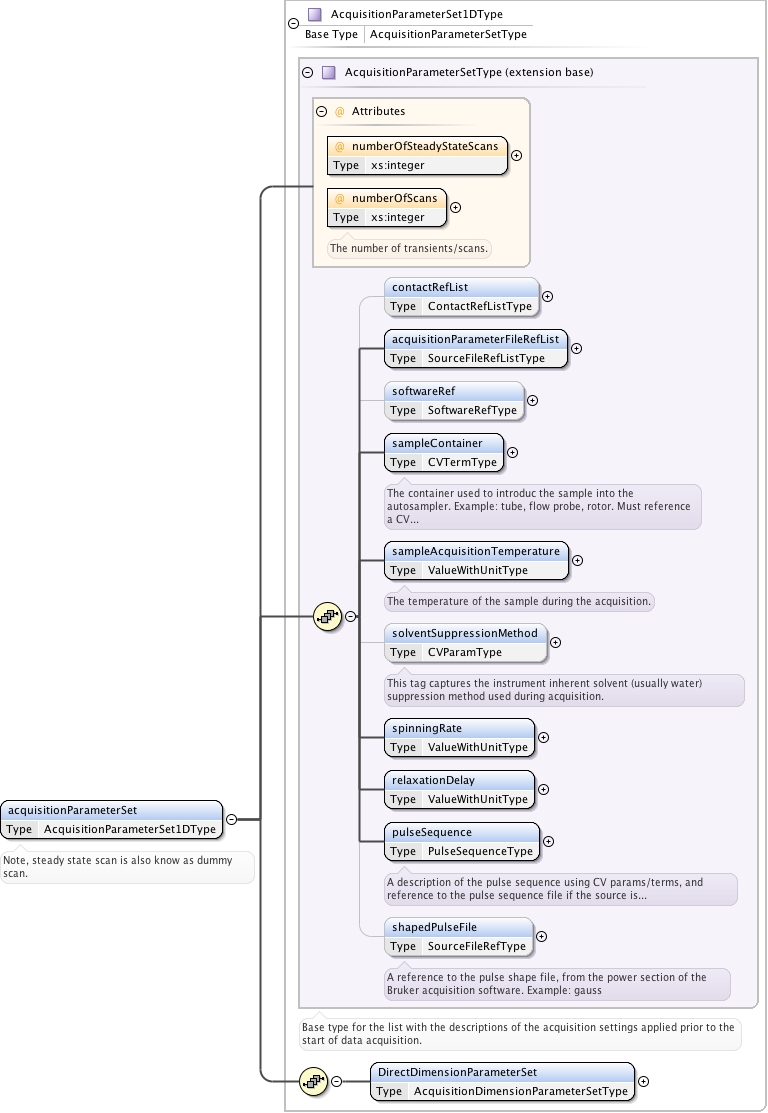 AcquisitionParameterSet1DType
Base Type AcquisitionParameterSetType
AcquisitionParameterSetType (extension base)
@ Attributes
@ numberOfSteadyStateScans
Type xs:integer
@ numberOfScans
Type xs:integer
The number of transients/scans.
contactRefList
Type ContactRefListType
acquisitionParameterFileRefList
Type SourceFileRefListType
softwareRef
Type SoftwareRefType
sampleContainer
Type CVTermType
The container used to introduc the sample into the
autosampler. Example: tube, flow probe, rotor. Must reference
a CV...
sampleAcquisitionTemperature
Type ValueWithUnitType
The temperature of the sample during the acquisition.
solventSuppressionMethod
Type CVParamType
This tag captures the instrument inherent solvent (usually water)
suppression method used during acquisition.
spinningRate
Type ValueWithUnitType
relaxationDelay
Type ValueWithUnitType
pulseSequence
Type PulseSequenceType
A description of the pulse sequence using CV params/terms, and
reference to the pulse sequence file if the source is...
shapedPulseFile
Type SourceFileRefType
A reference to the pulse shape file, from the power section of the
Bruker acquisition software. Example: gauss
Base type for the list with the descriptions of the acquisition settings applied prior to the
start of data acquisition.
DirectDimensionParameterSet
Type AcquisitionDimensionParameterSetType
acquisitionParameterSet
Type AcquisitionParameterSet1DType
Note, steady state scan is also know as dummy
scan.